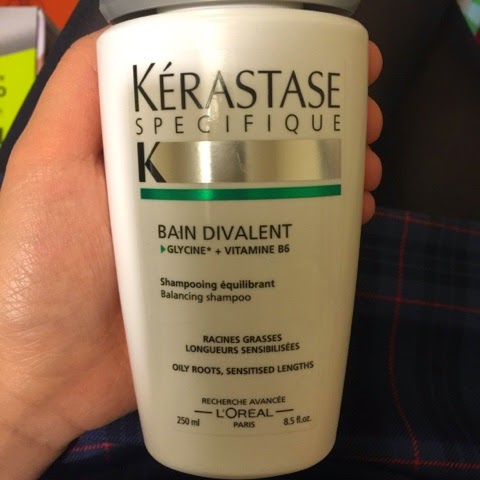 KÉRASTASE
SPECIFIQUE
K
BAIN DIVALENT
GLYCINE* + VITAMINE B6
Shampooing équilibrant
Balancing shampoo
RACINES GRASSES
LONGUEURS SENSIBILISÉES
OILY ROOTS, SENSITISED LENGTHS
RECHERCHE AVANCÉE
L'ORÉAL
250 ml PARIS 8.5 fl.oz.